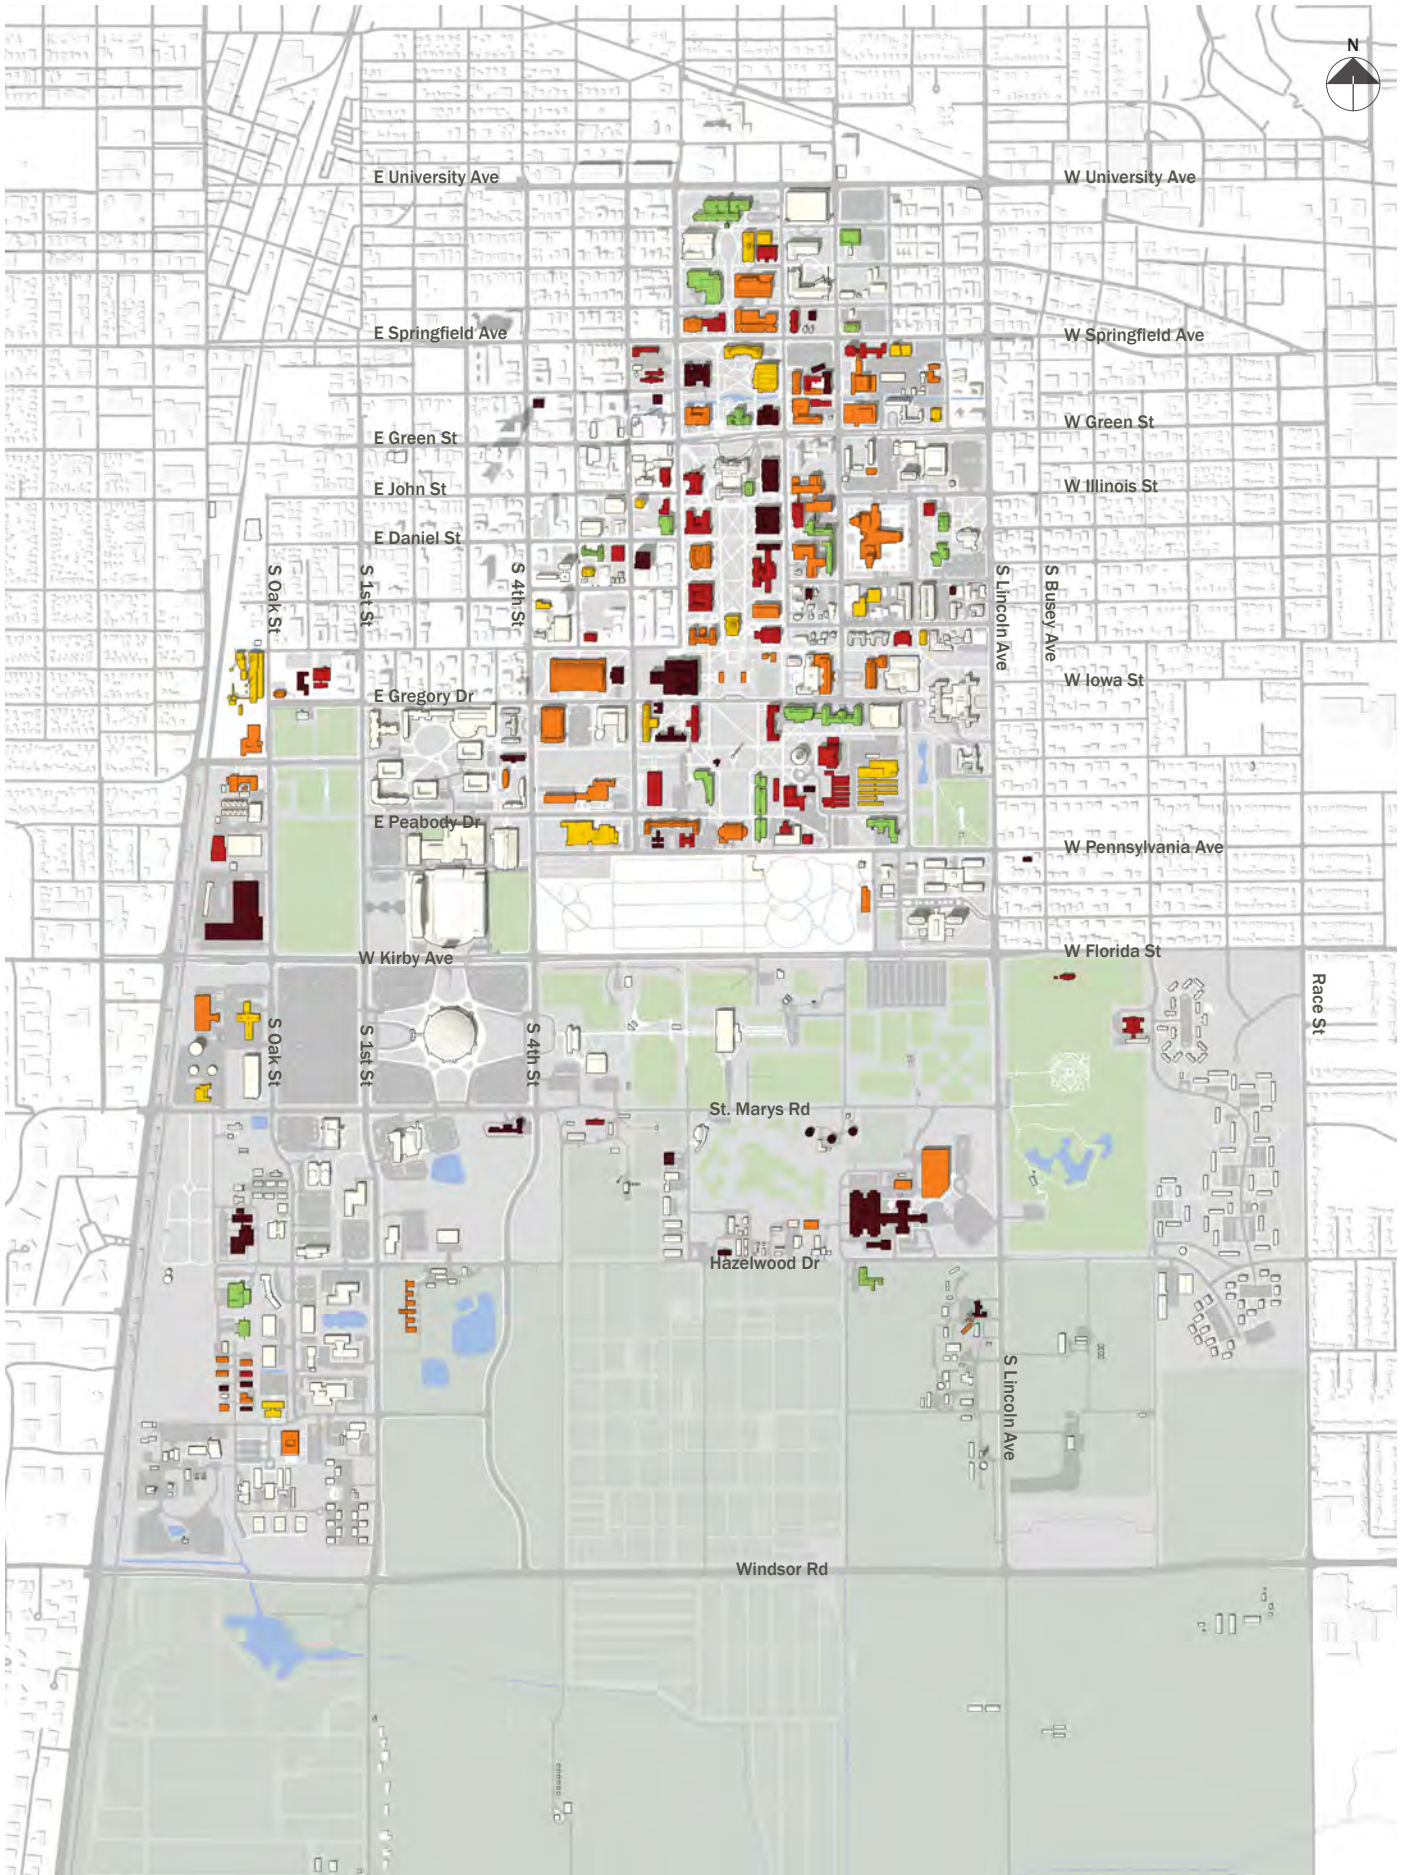 N
E University Ave
W University Ave
E Springfield Ave
W Springfield Ave
W Green St
E Green St
E John St
W Illinois St
E Daniel St
S Oak St
S 1st St
S 4th St
S Lincoln Ave
S Busey Ave
W Iowa St
E Gregory Dr
E Peabody Dr
W Pennsylvania Ave
W Florida St
W Kirby Ave
Race St
S Oak St
S 1st St
S 4th St
St. Marys Rd
Hazelwood Dr
S Lincoln Ave
Windsor Rd